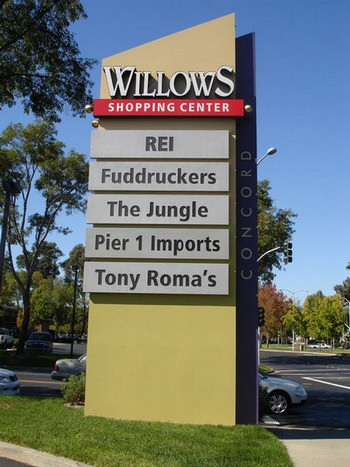 WILLOWS
SHOPPING CENTER
REI
Fuddruckers
The Jungle
Pier 1 Imports
Tony Roma's
CONCORD